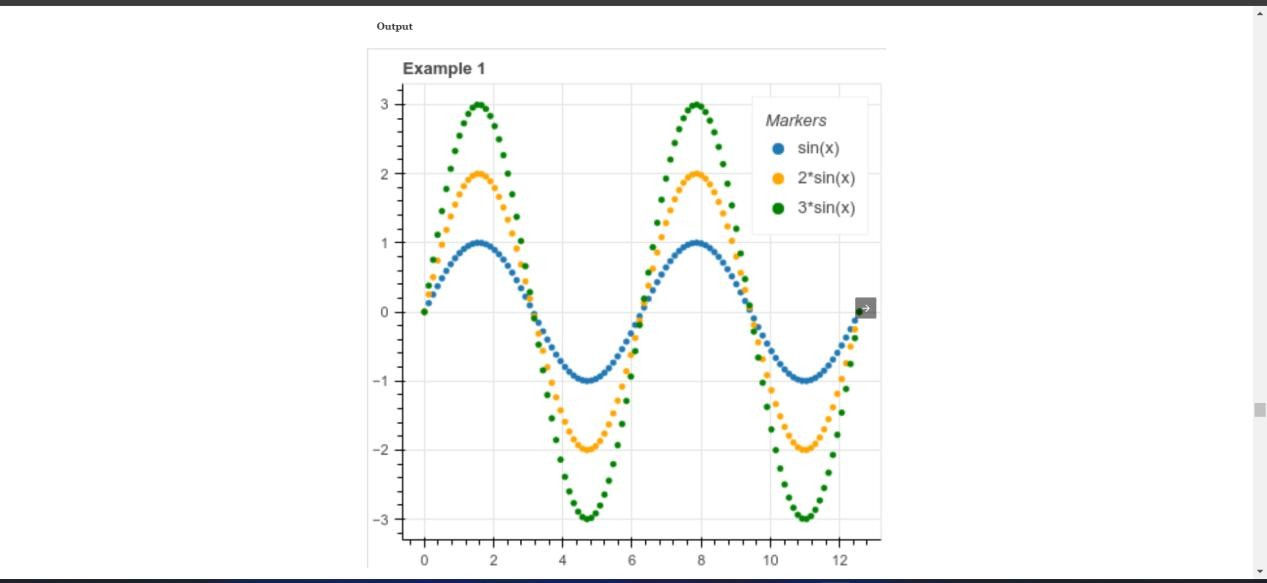 Output
Example 1
Markers
sin(x)
2*sin(x)
3*sin(x)
3
2
1
0
−1
−2
−3
0 2 4 6 8 10 12